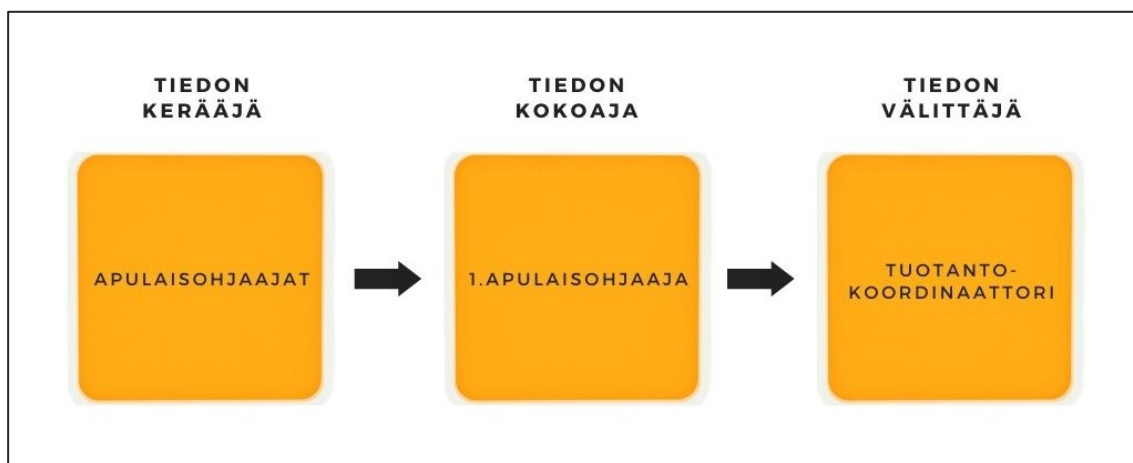 TIEDON
KERÄÄJÄ
TIEDON
KOKOAJA
TIEDON
VÄLITTÄJÄ
APULAISOHJAAJAT
1.APULAISOHJAAJA
TUOTANTO-
KOORDINAATTORI